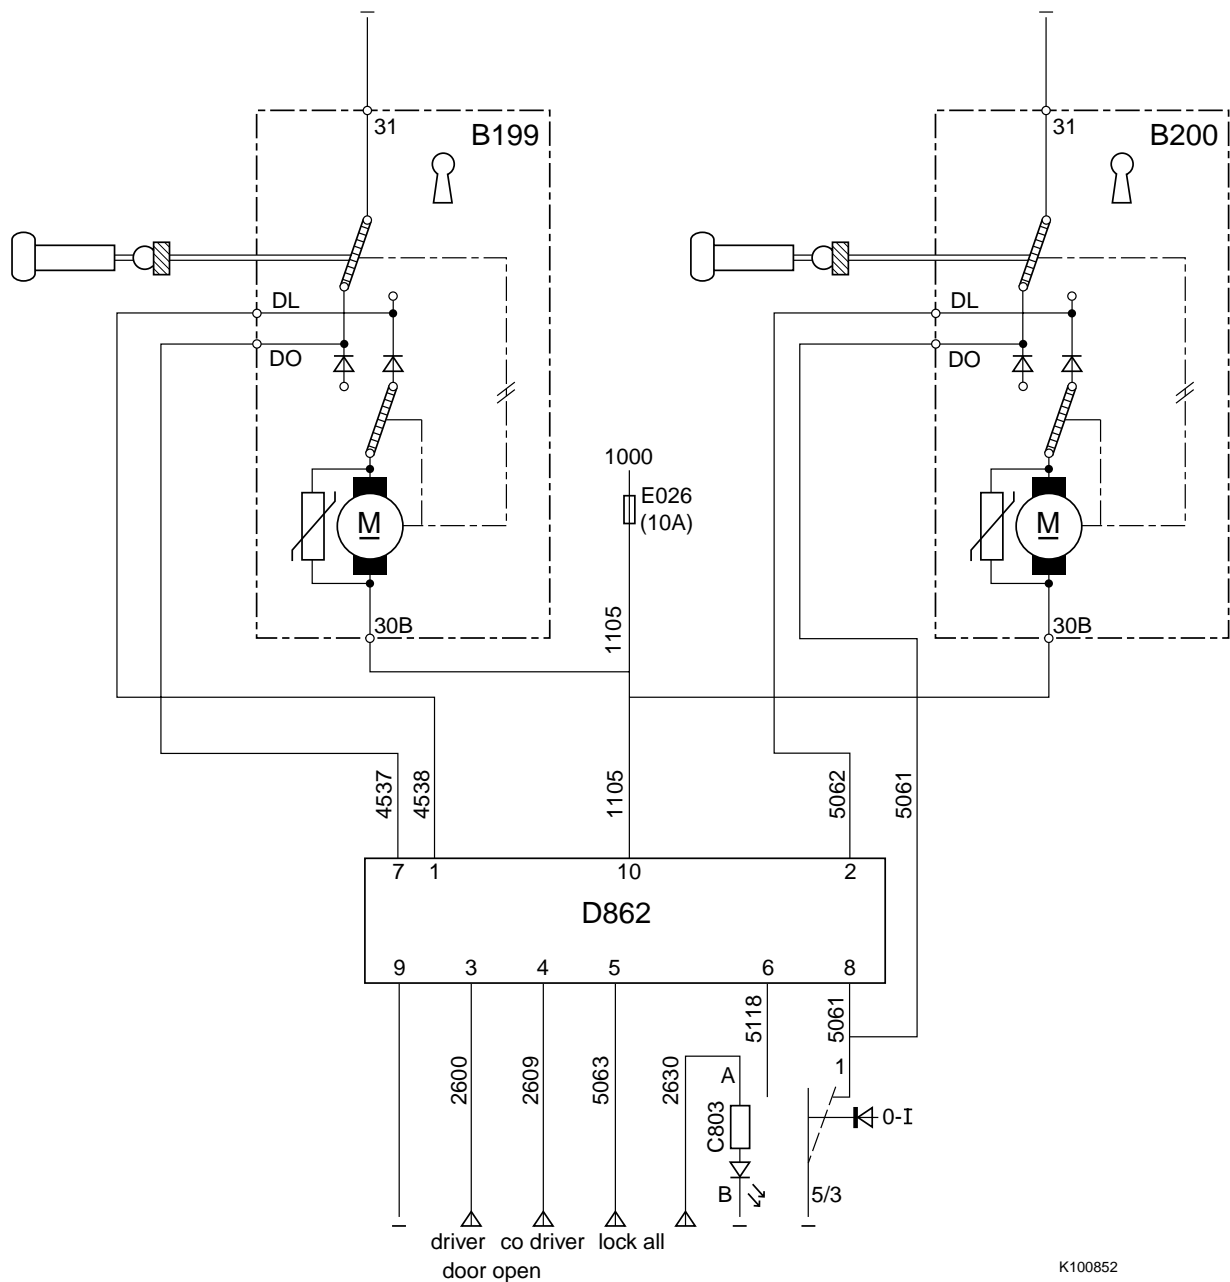 31
B199
31
B200
DL
DO
DL
DO
1000
E026
(10A)
M
M
30B
1105
30B
4537
4538
1105
5062
5061
7
1
10
2
D862
9
3
4
5
6
8
2600
2609
5063
2630
5118
5061
A
1
C803
0-I
B
5/3
driver co driver lock all
door open
K100852